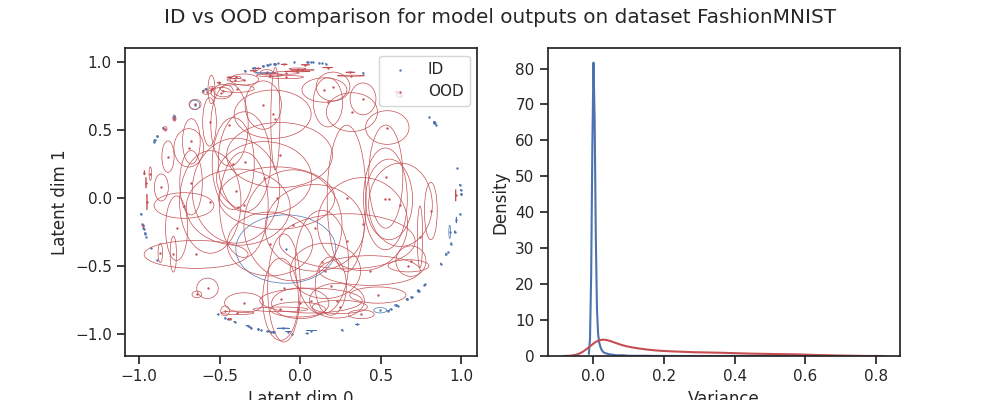 ID vs OOD comparison for model outputs on dataset FashionMNIST
ID
OOD
Latent dim 1
1.0
0.5
0.0
−0.5
−1.0
−1.0 −0.5 0.0 0.5 1.0
Latent dim 0
Density
80
70
60
50
40
30
20
10
0
0.0 0.2 0.4 0.6 0.8
Variance